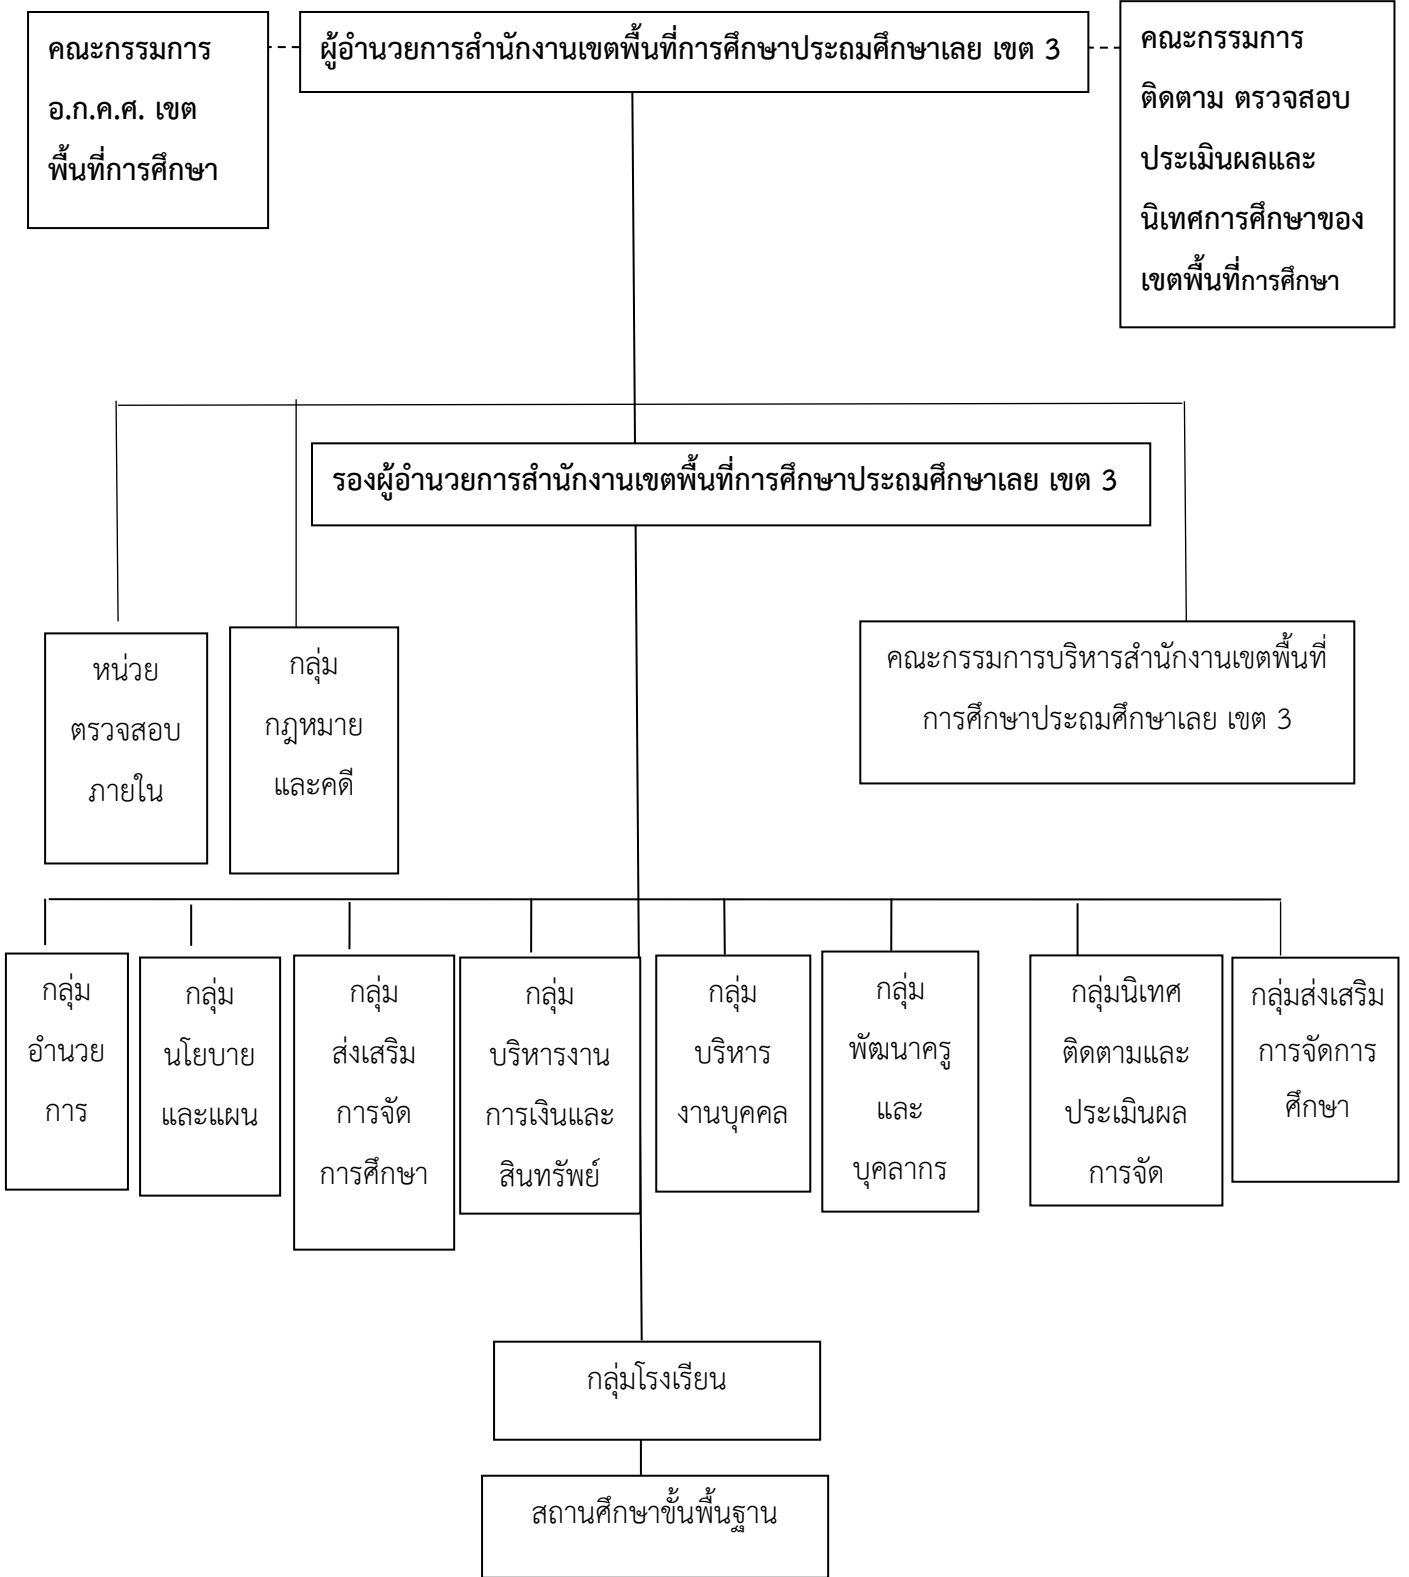 คณะกรรมการ
อ.ก.ค.ศ. เขต
พื้นที่การศึกษา
ผู้อำนวยการสำนักงานเขตพื้นที่การศึกษาประถมศึกษาเลย เขต 3
คณะกรรมการ
ติดตาม ตรวจสอบ
ประเมินผลและ
นิเทศการศึกษาของ
เขตพื้นที่การศึกษา
รองผู้อำนวยการสำนักงานเขตพื้นที่การศึกษาประถมศึกษาเลย เขต 3
หน่วย
ตรวจสอบ
ภายใน
กลุ่ม
กฎหมาย
และคดี
คณะกรรมการบริหารสำนักงานเขตพื้นที่
การศึกษาประถมศึกษาเลย เขต 3
กลุ่ม
อำนวย
การ
กลุ่ม
นโยบาย
และแผน
กลุ่ม
ส่งเสริม
การจัด
การศึกษา
กลุ่ม
บริหารงาน
การเงินและ
สินทรัพย์
กลุ่ม
บริหาร
งานบุคคล
กลุ่ม
พัฒนาครู
และ
บุคลากร
กลุ่มนิเทศ
ติดตามและ
ประเมินผล
การจัด
กลุ่มส่งเสริม
การจัดการ
ศึกษา
กลุ่มโรงเรียน
สถานศึกษาขั้นพื้นฐาน